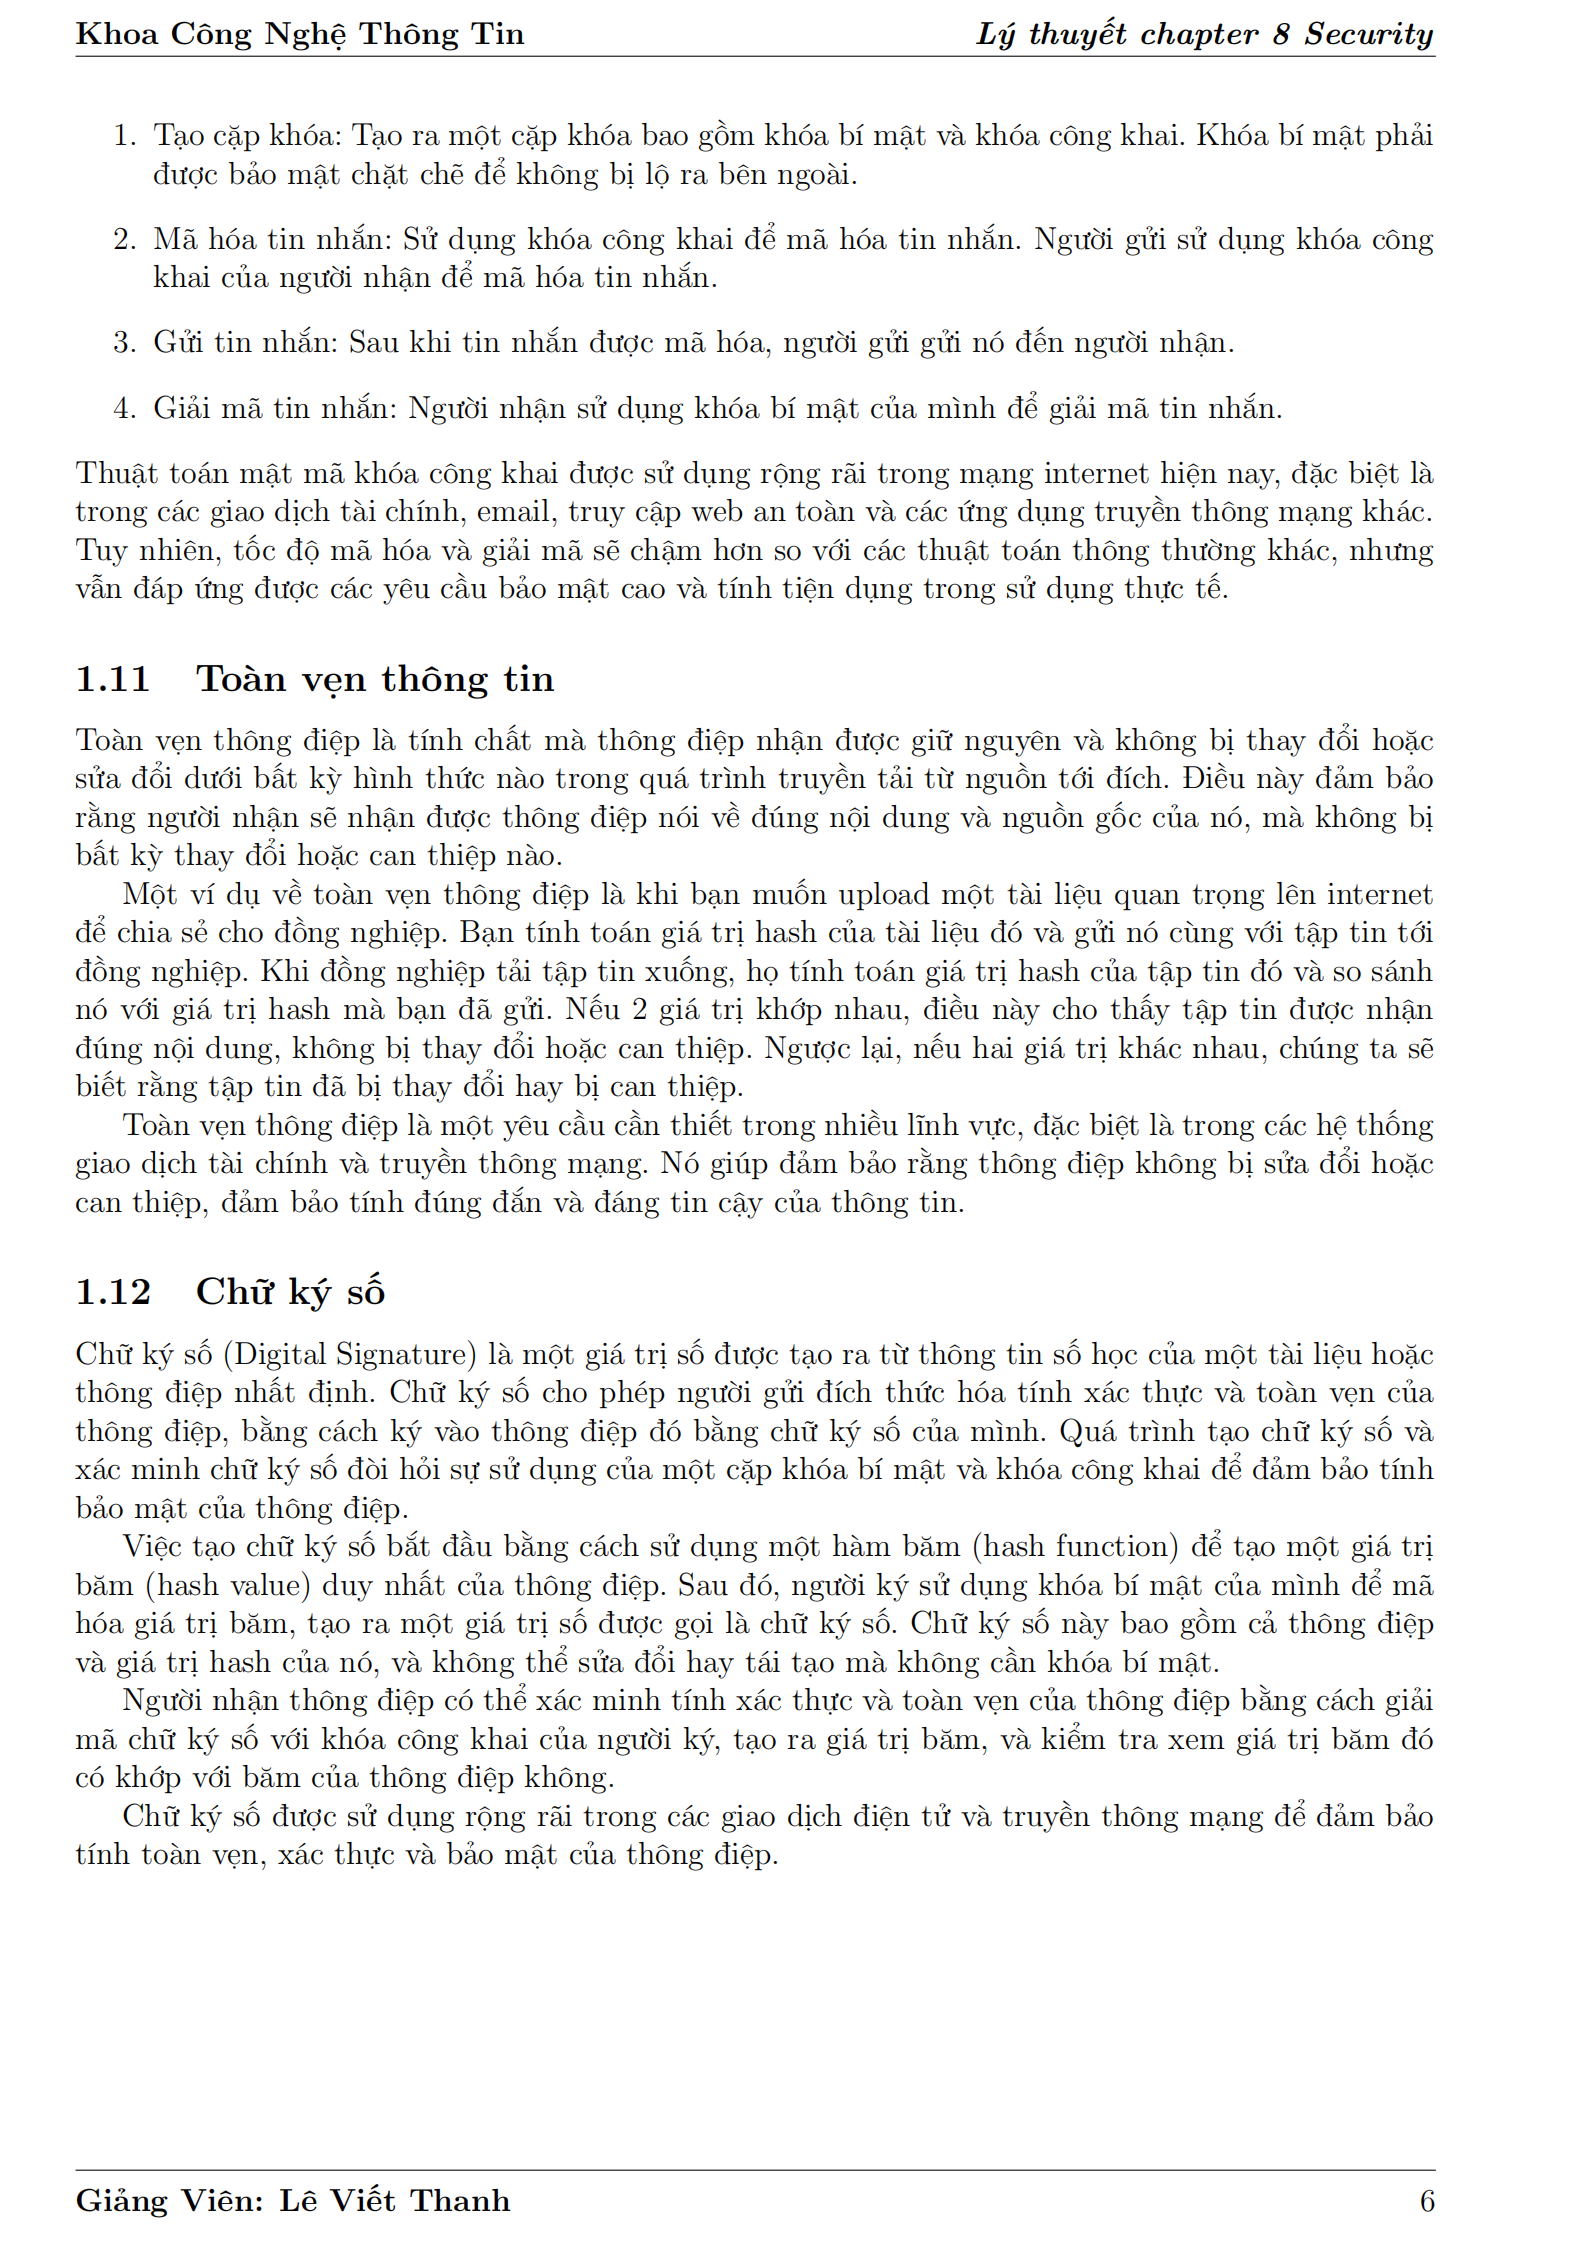 Khoa Công Nghệ Thông Tin
Lý thuyết chapter 8 Security
1. Tạo cặp khóa: Tạo ra một cặp khóa bao gồm khóa bí mật và khóa công khai. Khóa bí mật phải
được bảo mật chặt chẽ để không bị lộ ra bên ngoài.
2. Mã hóa tin nhắn: Sử dụng khóa công khai để mã hóa tin nhắn. Người gửi sử dụng khóa công
khai của người nhận để mã hóa tin nhắn.
3. Gửi tin nhắn: Sau khi tin nhắn được mã hóa, người gửi gửi nó đến người nhận.
4. Giải mã tin nhắn: Người nhận sử dụng khóa bí mật của mình để giải mã tin nhắn.
Thuật toán mật mã khóa công khai được sử dụng rộng rãi trong mạng internet hiện nay, đặc biệt là
trong các giao dịch tài chính, email, truy cập web an toàn và các ứng dụng truyền thông mạng khác.
Tuy nhiên, tốc độ mã hóa và giải mã sẽ chậm hơn so với các thuật toán thông thường khác, nhưng
vẫn đáp ứng được các yêu cầu bảo mật cao và tính tiện dụng trong sử dụng thực tế.
1.11 Toàn vẹn thông tin
Toàn vẹn thông điệp là tính chất mà thông điệp nhận được giữ nguyên và không bị thay đổi hoặc
sửa đổi dưới bất kỳ hình thức nào trong quá trình truyền tải từ nguồn tới đích. Điều này đảm bảo
rằng người nhận sẽ nhận được thông điệp nói về đúng nội dung và nguồn gốc của nó, mà không bị
bất kỳ thay đổi hoặc can thiệp nào.
Một ví dụ về toàn vẹn thông điệp là khi bạn muốn upload một tài liệu quan trọng lên internet
để chia sẻ cho đồng nghiệp. Bạn tính toán giá trị hash của tài liệu đó và gửi nó cùng với tập tin tới
đồng nghiệp. Khi đồng nghiệp tải tập tin xuống, họ tính toán giá trị hash của tập tin đó và so sánh
nó với giá trị hash mà bạn đã gửi. Nếu 2 giá trị khớp nhau, điều này cho thấy tập tin được nhận
đúng nội dung, không bị thay đổi hoặc can thiệp. Ngược lại, nếu hai giá trị khác nhau, chúng ta sẽ
biết rằng tập tin đã bị thay đổi hay bị can thiệp.
Toàn vẹn thông điệp là một yêu cầu cần thiết trong nhiều lĩnh vực, đặc biệt là trong các hệ thống
giao dịch tài chính và truyền thông mạng. Nó giúp đảm bảo rằng thông điệp không bị sửa đổi hoặc
can thiệp, đảm bảo tính đúng đắn và đáng tin cậy của thông tin.
1.12 Chữ ký số
Chữ ký số (Digital Signature) là một giá trị số được tạo ra từ thông tin số học của một tài liệu hoặc
thông điệp nhất định. Chữ ký số cho phép người gửi đích thức hóa tính xác thực và toàn vẹn của
thông điệp, bằng cách ký vào thông điệp đó bằng chữ ký số của mình. Quá trình tạo chữ ký số và
xác minh chữ ký số đòi hỏi sự sử dụng của một cặp khóa bí mật và khóa công khai để đảm bảo tính
bảo mật của thông điệp.
Việc tạo chữ ký số bắt đầu bằng cách sử dụng một hàm băm (hash function) để tạo một giá trị
băm (hash value) duy nhất của thông điệp. Sau đó, người ký sử dụng khóa bí mật của mình để mã
hóa giá trị băm, tạo ra một giá trị số được gọi là chữ ký số. Chữ ký số này bao gồm cả thông điệp
và giá trị hash của nó, và không thể sửa đổi hay tái tạo mà không cần khóa bí mật.
Người nhận thông điệp có thể xác minh tính xác thực và toàn vẹn của thông điệp bằng cách giải
mã chữ ký số với khóa công khai của người ký, tạo ra giá trị băm, và kiểm tra xem giá trị băm đó
có khớp với băm của thông điệp không.
Chữ ký số được sử dụng rộng rãi trong các giao dịch điện tử và truyền thông mạng để đảm bảo
tính toàn vẹn, xác thực và bảo mật của thông điệp.
Giảng Viên: Lê Viết Thanh
6